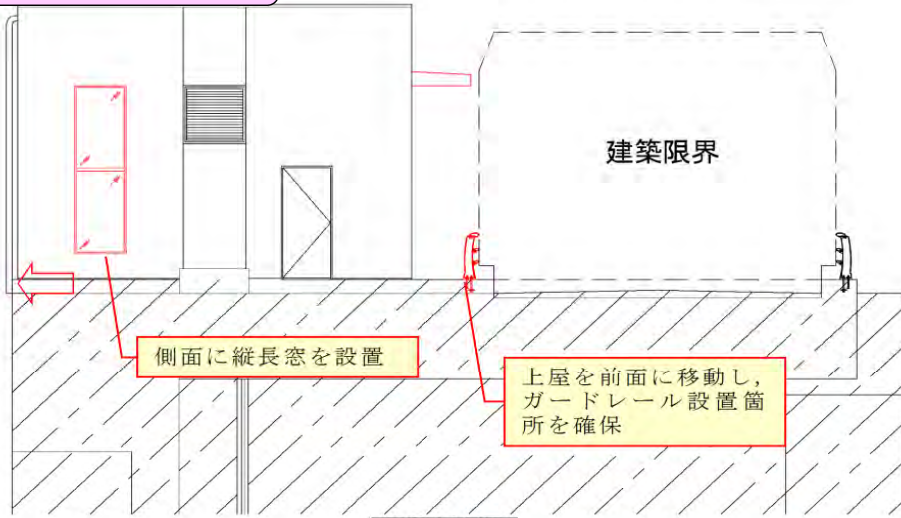 建築限界
側面に縦長窓を設置
上屋を前面に移動し,
ガードレール設置箇
所を確保